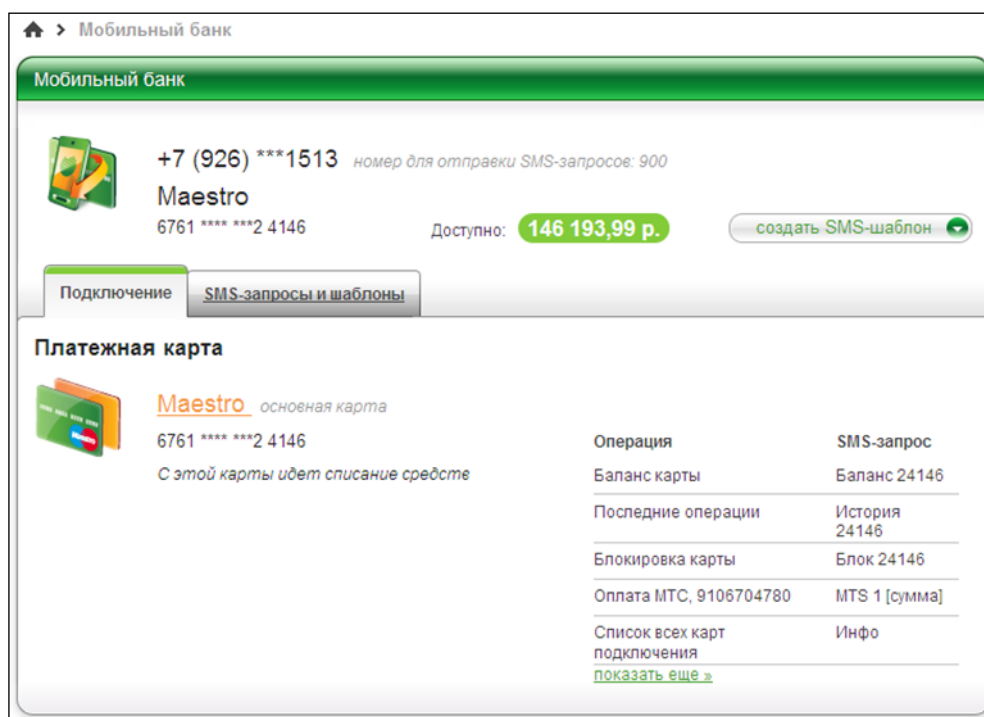 Мобильный банк
Мобильный банк
+7 (926) ***1513 номер для отправки SMS-запросов: 900
Maestro
6761 **** ***2 4146 Доступно: 146 193,99 р. создать SMS-шаблон
Подключение SMS-запросы и шаблоны
Платежная карта
Maestro основная карта
6761 **** ***2 4146
С этой карты идет списание средств
Операция SMS-запрос
Баланс карты Баланс 24146
Последние операции История
24146
Блокировка карты Блок 24146
Оплата МТС, 9106704780 MTS 1 [сумма]
Список всех карт Инфо
подключения
показать еще »